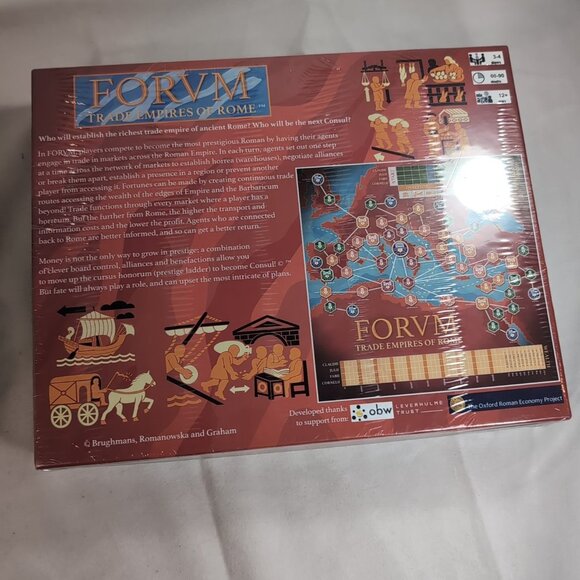 FORVM
TRADE EMPIRES OF ROME™
Who will establish the richest trade empire of ancient Rome? Who will be the next Consul?
In FORVM players compete to become the most prestigious Roman by having their agents
engage in trade in markets across the Roman Empire. In each turn, agents set out one step
at a time across the network of markets to establish horrea (warehouses), negotiate alliances
or break them apart, establish a presence in a region or prevent another
player from accessing it. Fortunes can be made by creating continuous trade
routes accessing the wealth of the edges of Empire and the Barbaricum
beyond! Trade functions through every market where a player has a
horreum. But the further from Rome, the higher the transport and
information costs and the lower the profit. Agents who are connected
back to Rome are better informed, and so can get a better return.
Money is not the only way to grow in prestige: a combination
of clever board control, alliances and benefactions allow you
to move up the cursus honorum (prestige ladder) to become Consul! © ™
But fate will always play a role, and can upset the most intricate of plans.
3-4
12+
FORVM
TRADE EMPIRES OF ROME
CLAUDII
JULII
FABII
CORNELII
Developed thanks
to support from:
obw
LEVERHULME
TRUST
The Oxford Roman Economy Project
© Brughmans, Romanowska and Graham